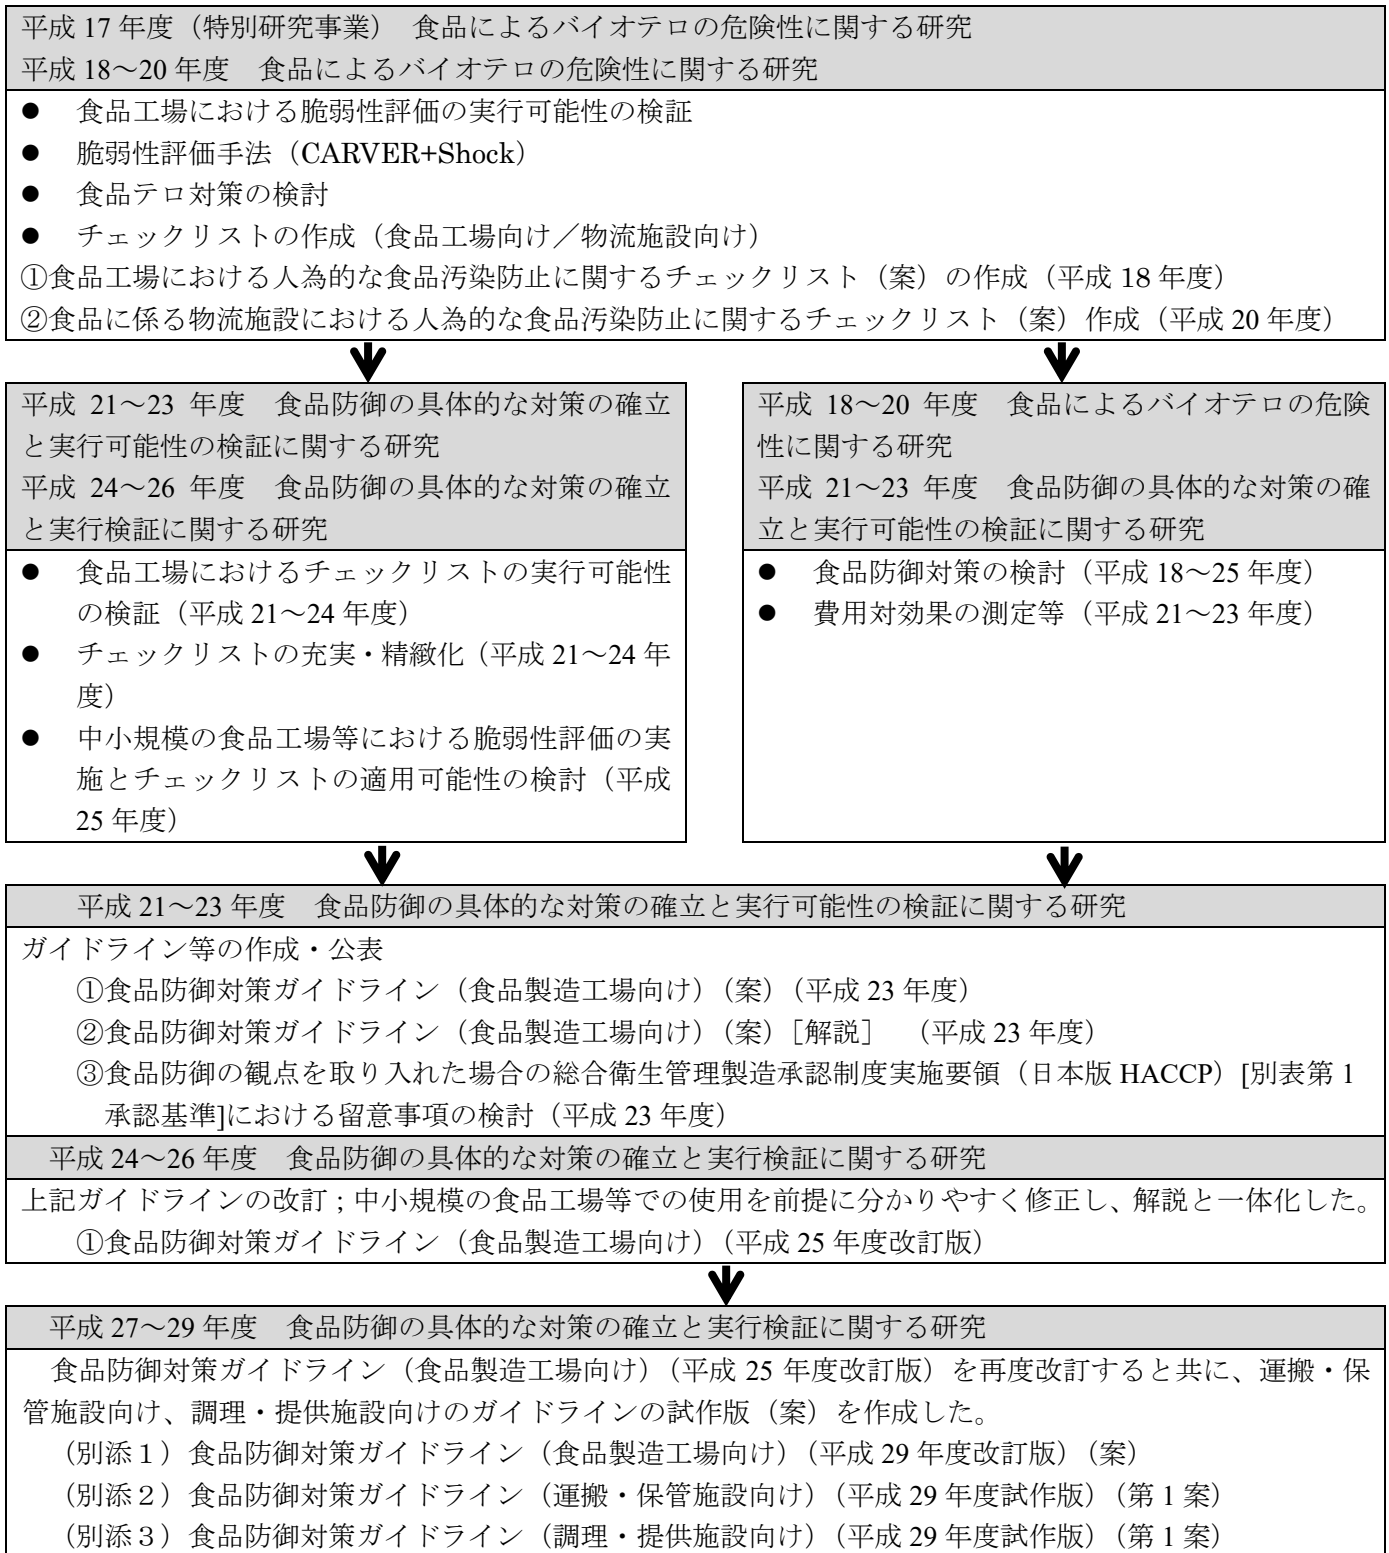 平成 17 年度（特別研究事業）　食品によるバイオテロの危険性に関する研究
平成 18～20 年度　食品によるバイオテロの危険性に関する研究
● 食品工場における脆弱性評価の実行可能性の検証
● 脆弱性評価手法（CARVER+Shock）
● 食品テロ対策の検討
● チェックリストの作成（食品工場向け／物流施設向け）
①食品工場における人為的な食品汚染防止に関するチェックリスト（案）の作成（平成 18 年度）
②食品に係る物流施設における人為的な食品汚染防止に関するチェックリスト（案）作成（平成 20 年度）
平成 21～23 年度　食品防御の具体的な対策の確立
と実行可能性の検証に関する研究
平成 24～26 年度　食品防御の具体的な対策の確立
と実行検証に関する研究
● 食品工場におけるチェックリストの実行可能性
の検証（平成 21～24 年度）
● チェックリストの充実・精緻化（平成 21～24 年
度）
● 中小規模の食品工場等における脆弱性評価の実
施とチェックリストの適用可能性の検討（平成
25 年度）
平成 18～20 年度　食品によるバイオテロの危険
性に関する研究
平成 21～23 年度　食品防御の具体的な対策の確
立と実行可能性の検証に関する研究
● 食品防御対策の検討（平成 18～25 年度）
● 費用対効果の測定等（平成 21～23 年度）
平成 21～23 年度　食品防御の具体的な対策の確立と実行可能性の検証に関する研究
ガイドライン等の作成・公表
①食品防御対策ガイドライン（食品製造工場向け）（案）（平成 23 年度）
②食品防御対策ガイドライン（食品製造工場向け）（案）［解説］　（平成 23 年度）
③食品防御の観点を取り入れた場合の総合衛生管理製造承認制度実施要領（日本版 HACCP）[別表第 1
承認基準]における留意事項の検討（平成 23 年度）
平成 24～26 年度　食品防御の具体的な対策の確立と実行検証に関する研究
上記ガイドラインの改訂；中小規模の食品工場等での使用を前提に分かりやすく修正し、解説と一体化した。
①食品防御対策ガイドライン（食品製造工場向け）（平成 25 年度改訂版）
平成 27～29 年度　食品防御の具体的な対策の確立と実行検証に関する研究
食品防御対策ガイドライン（食品製造工場向け）（平成 25 年度改訂版）を再度改訂すると共に、運搬・保
管施設向け、調理・提供施設向けのガイドラインの試作版（案）を作成した。
（別添１）食品防御対策ガイドライン（食品製造工場向け）（平成 29 年度改訂版）（案）
（別添２）食品防御対策ガイドライン（運搬・保管施設向け）（平成 29 年度試作版）（第 1 案）
（別添３）食品防御対策ガイドライン（調理・提供施設向け）（平成 29 年度試作版）（第 1 案）